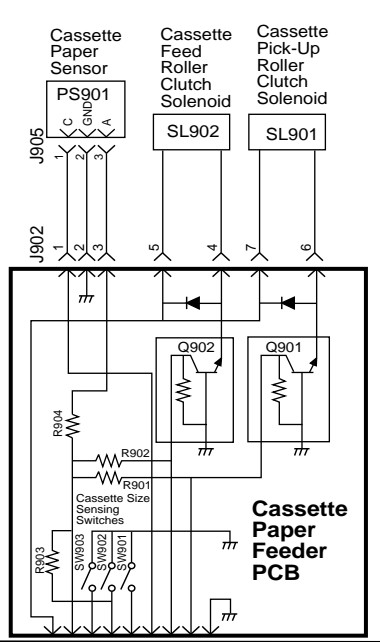 Cassette
Paper
Sensor
Cassette
Feed
Roller
Clutch
Solenoid
Cassette
Pick-Up
Roller
Clutch
Solenoid
PS901
C
GND
A
SL902
SL901
J905
1
2
3
J902
1
2
3
5
4
7
6
Q902
Q901
R904
R902
R901
Cassette Size
Sensing
Switches
R903
SW903
SW902
SW901
Cassette
Paper
Feeder
PCB